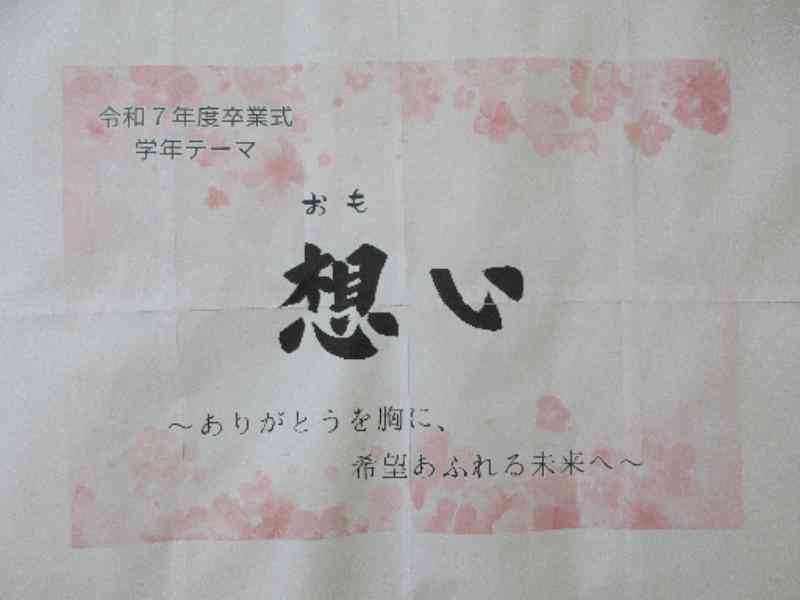 令和７年度卒業式
学年テーマ
おも
想い
～ありがとうを胸に、
希望あふれる未来へ～